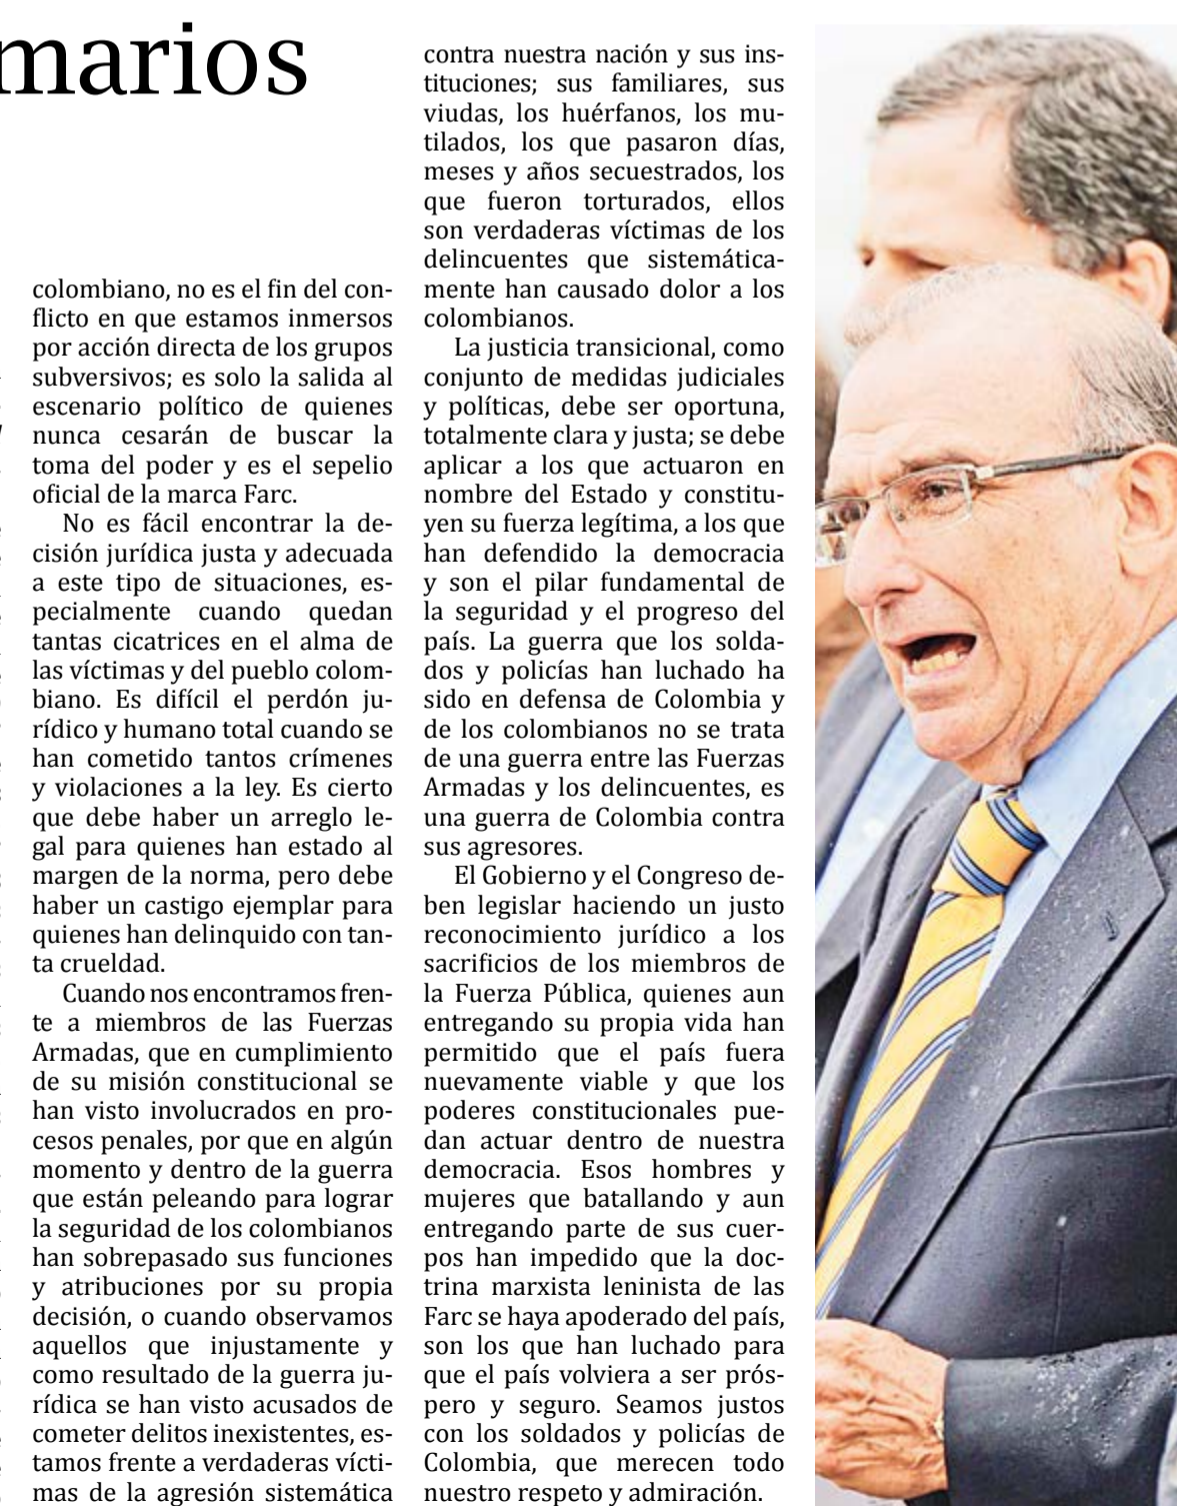 marios
colombiano, no es el fin del con-
flicto en que estamos inmersos
por acción directa de los grupos
subversivos; es solo la salida al
escenario político de quienes
nunca cesarán de buscar la
toma del poder y es el sepelio
oficial de la marca Farc.
No es fácil encontrar la de-
cisión jurídica justa y adecuada
a este tipo de situaciones, es-
pecialmente cuando quedan
tantas cicatrices en el alma de
las víctimas y del pueblo colom-
biano. Es difícil el perdón ju-
rídico y humano total cuando se
han cometido tantos crímenes
y violaciones a la ley. Es cierto
que debe haber un arreglo le-
gal para quienes han estado al
margen de la norma, pero debe
haber un castigo ejemplar para
quienes han delinquido con tan-
ta crueldad.
Cuando nos encontramos fren-
te a miembros de las Fuerzas
Armadas, que en cumplimiento
de su misión constitucional se
han visto involucrados en pro-
cesos penales, por que en algún
momento y dentro de la guerra
que están peleando para lograr
la seguridad de los colombianos
han sobrepasado sus funciones
y atribuciones por su propia
decisión, o cuando observamos
aquellos que injustamente y
como resultado de la guerra ju-
rídica se han visto acusados de
cometer delitos inexistentes, es-
tamos frente a verdaderas vícti-
mas de la agresión sistemática
contra nuestra nación y sus ins-
tituciones; sus familiares, sus
viudas, los huérfanos, los mu-
tilados, los que pasaron días,
meses y años secuestrados, los
que fueron torturados, ellos
son verdaderas víctimas de los
delincuentes que sistemática-
mente han causado dolor a los
colombianos.
La justicia transicional, como
conjunto de medidas judiciales
y políticas, debe ser oportuna,
totalmente clara y justa; se debe
aplicar a los que actuaron en
nombre del Estado y constitu-
yen su fuerza legítima, a los que
han defendido la democracia
y son el pilar fundamental de
la seguridad y el progreso del
país. La guerra que los solda-
dos y policías han luchado ha
sido en defensa de Colombia y
de los colombianos no se trata
de una guerra entre las Fuerzas
Armadas y los delincuentes, es
una guerra de Colombia contra
sus agresores.
El Gobierno y el Congreso de-
ben legislar haciendo un justo
reconocimiento jurídico a los
sacrificios de los miembros de
la Fuerza Pública, quienes aun
entregando su propia vida han
permitido que el país fuera
nuevamente viable y que los
poderes constitucionales pue-
dan actuar dentro de nuestra
democracia. Esos hombres y
mujeres que batallando y aun
entregando parte de sus cuer-
pos han impedido que la doc-
trina marxista leninista de las
Farc se haya apoderado del país,
son los que han luchado para
que el país volviera a ser prós-
pero y seguro. Seamos justos
con los soldados y policías de
Colombia, que merecen todo
nuestro respeto y admiración.